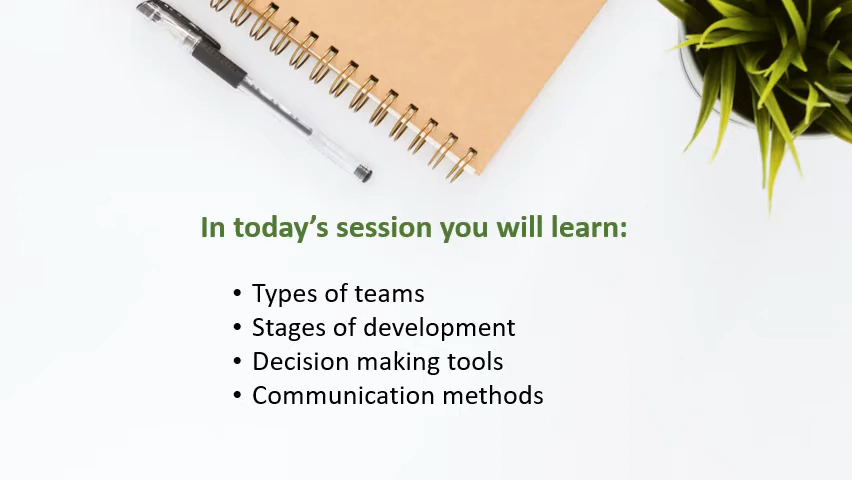 In today’s session you will learn:
• Types of teams
• Stages of development
• Decision making tools
• Communication methods